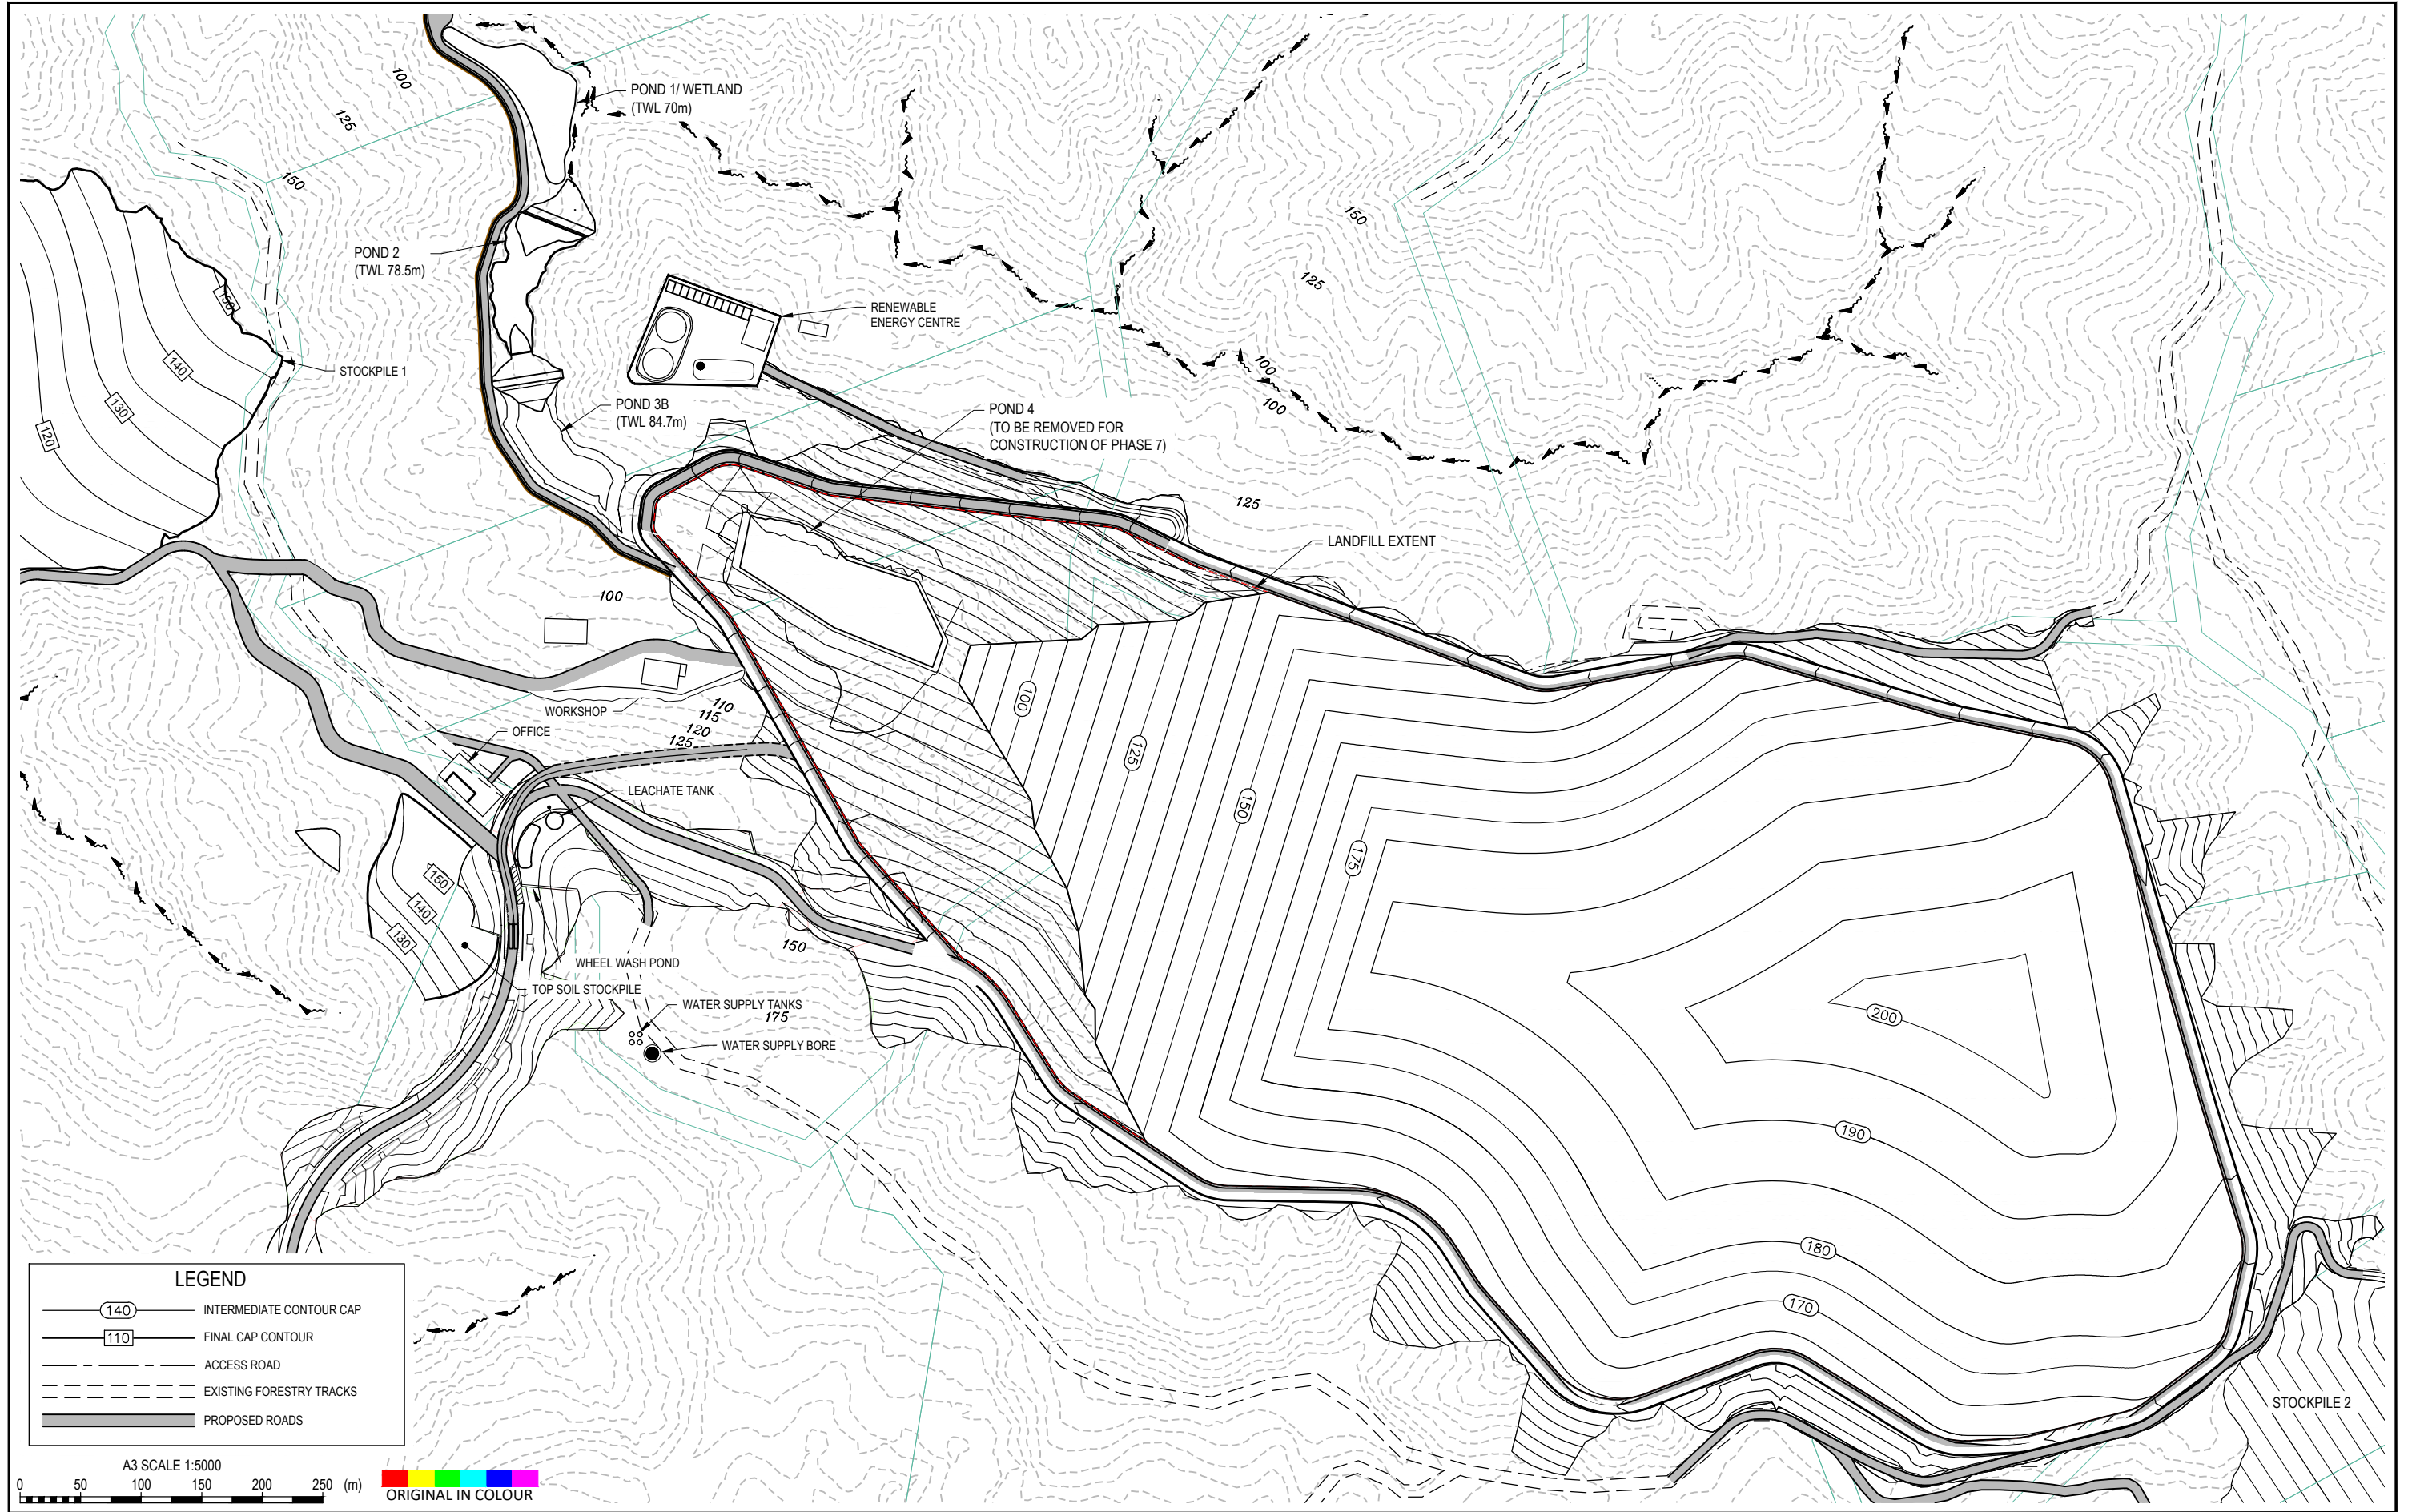 POND 1/ WETLAND
(TWL 70m)
100
125
150
150
POND 2
(TWL 78.5m)
125
RENEWABLE
ENERGY CENTRE
150
140
130
120
STOCKPILE 1
100
100
POND 3B
(TWL 84.7m)
POND 4
(TO BE REMOVED FOR
CONSTRUCTION OF PHASE 7)
125
LANDFILL EXTENT
100
WORKSHOP
110
115
120
125
OFFICE
100
125
150
175
LEACHATE TANK
150
140
130
150
WHEEL WASH POND
TOP SOIL STOCKPILE
WATER SUPPLY TANKS
175
WATER SUPPLY BORE
200
190
180
170
STOCKPILE 2
LEGEND
140 INTERMEDIATE CONTOUR CAP
110 FINAL CAP CONTOUR
ACCESS ROAD
EXISTING FORESTRY TRACKS
PROPOSED ROADS
A3 SCALE 1:5000
0 50 100 150 200 250 (m)
ORIGINAL IN COLOUR